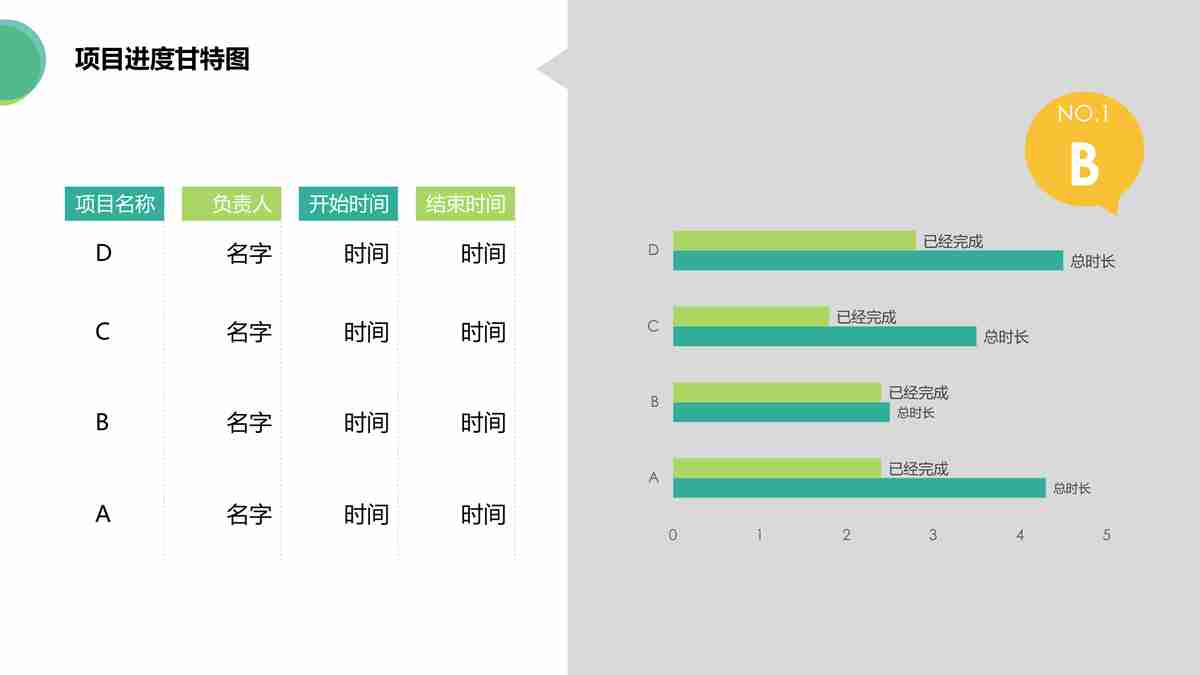 项目进度甘特图
项目名称 负责人 开始时间 结束时间
D 名字 时间 时间
C 名字 时间 时间
B 名字 时间 时间
A 名字 时间 时间
NO.1
B
D 已经完成
总时长
C 已经完成
总时长
B 已经完成
总时长
A 已经完成
总时长
0 1 2 3 4 5